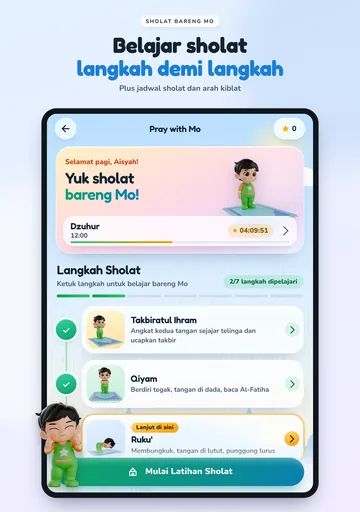 SHOLAT BARENG MO
Belajar sholat
langkah demi langkah
Plus jadwal sholat dan arah kiblat
Pray with Mo
0
Selamat pagi, Aisyah!
Yuk sholat
bareng Mo!
Dzuhur
12:00
04:09:51
Langkah Sholat
Ketuk langkah untuk belajar bareng Mo
2/7 langkah dipelajari
Takbiratul Ihram
Angkat kedua tangan sejajar telinga dan
ucapkan takbir
Qiyam
Berdiri tegak, tangan di dada, baca Al-Fatiha
Lanjut di sini
Ruku'
Membungkuk, tangan di lutut, punggung lurus
Mulai Latihan Sholat